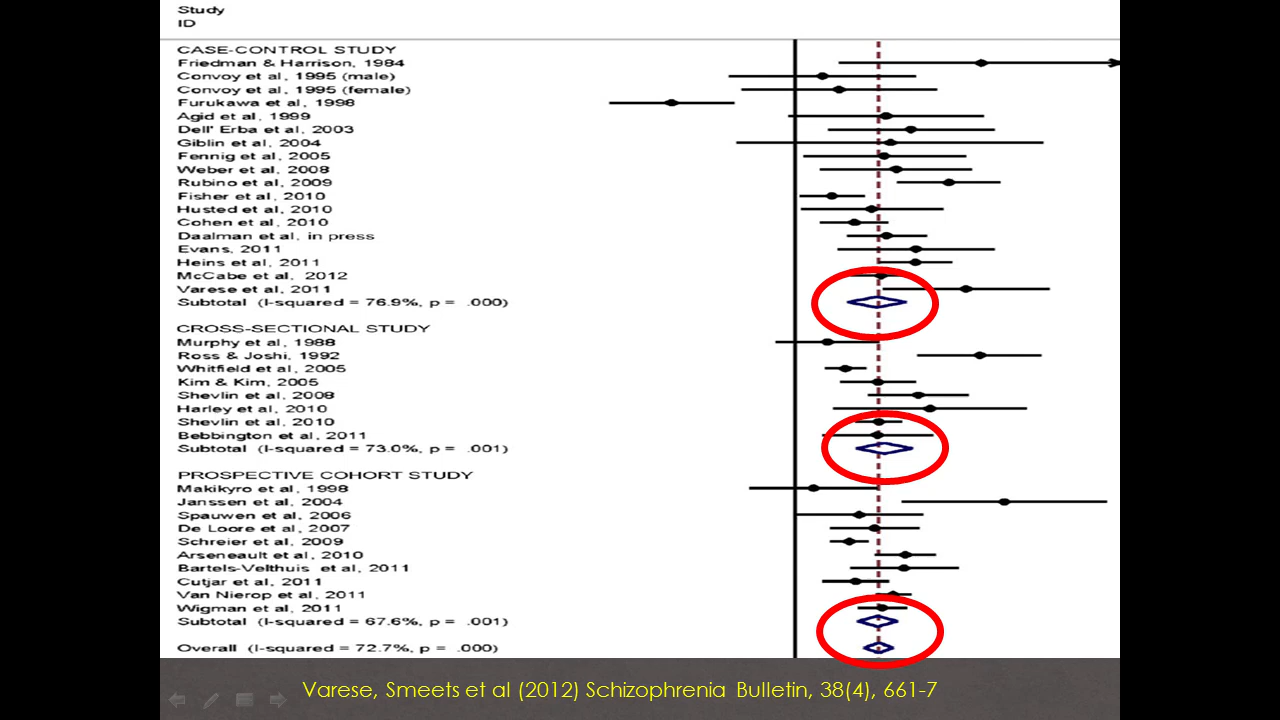 Study
ID
CASE-CONTROL STUDY
Friedman & Harrison, 1984
Convoy et al, 1995 (male)
Convoy et al, 1995 (female)
Furukawa et al, 1998
Agid et al, 1999
Dell' Erba et al, 2003
Giblin et al, 2004
Fennig et al, 2005
Weber et al, 2008
Rubino et al, 2009
Fisher et al, 2010
Husted et al, 2010
Cohen et al, 2010
Daalman et al, in press
Evans, 2011
Heins et al, 2011
McCabe et al, 2012
Varese et al, 2011
Subtotal (I-squared = 76.9%, p = .000)
CROSS-SECTIONAL STUDY
Murphy et al, 1988
Ross & Joshi, 1992
Whitfield et al, 2005
Kim & Kim, 2005
Shevlin et al, 2008
Harley et al, 2010
Shevlin et al, 2010
Bebbington et al, 2011
Subtotal (I-squared = 73.0%, p = .001)
PROSPECTIVE COHORT STUDY
Makikyro et al, 1998
Janssen et al, 2004
Spauwen et al, 2006
De Loore et al, 2007
Schreier et al, 2009
Arseneault et al, 2010
Bartels-Velthuis et al, 2011
Cutjar et al, 2011
Van Nierop et al, 2011
Wigman et al, 2011
Subtotal (I-squared = 67.6%, p = .001)
Overall (I-squared = 72.7%, p = .000)
Varese, Smeets et al (2012) Schizophrenia Bulletin, 38(4), 661-7